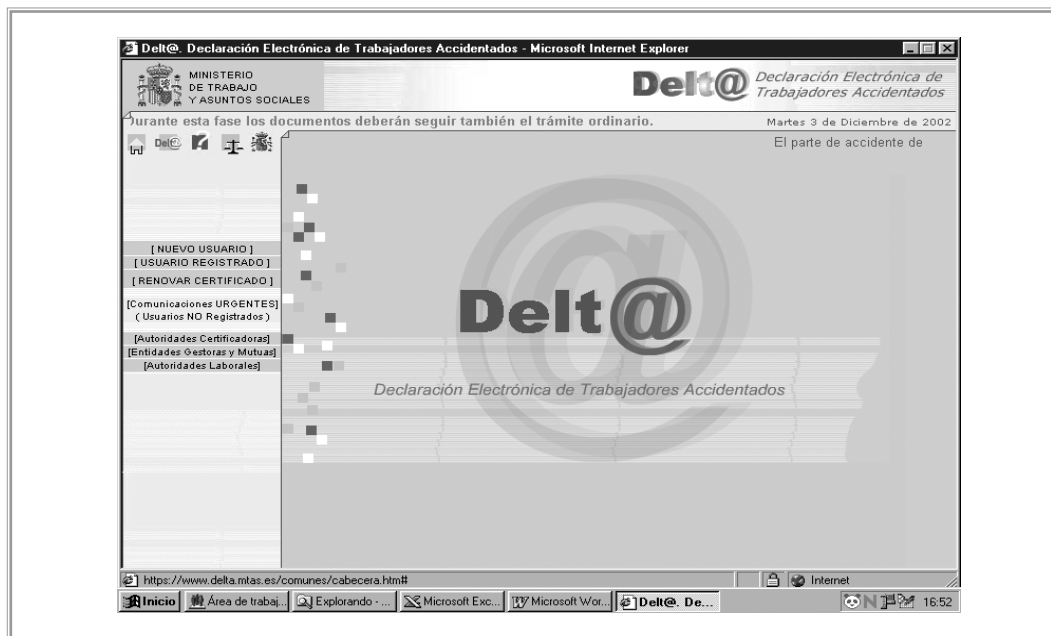 Delt@. Declaración Electrónica de Trabajadores Accidentados - Microsoft Internet Explorer
MINISTERIO
DE TRABAJO
Y ASUNTOS SOCIALES
Delt@
Declaración Electrónica de
Trabajadores Accidentados
Durante esta fase los documentos deberán seguir también el trámite ordinario.
Martes 3 de Diciembre de 2002
Delt@
El parte de accidente de
[ NUEVO USUARIO ]
[ USUARIO REGISTRADO ]
[ RENOVAR CERTIFICADO ]
[Comunicaciones URGENTES]
( Usuarios NO Registrados )
[Autoridades Certificadoras]
[Entidades Gestoras y Mutuas]
[Autoridades Laborales]
Delt@
Declaración Electrónica de Trabajadores Accidentados
https://www.delta.mtas.es/comunes/cabecera.htm#
Internet
Inicio
Área de trabaj...
Explorando - ...
Microsoft Exc...
Microsoft Wor...
Delt@. De...
N
16:52